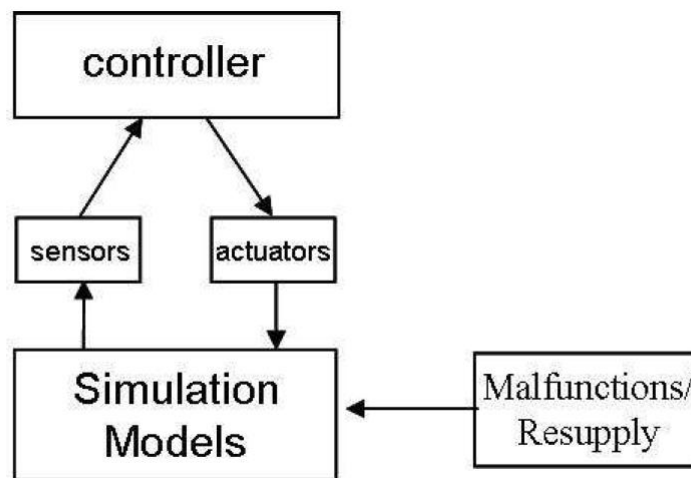 controller
sensors
actuators
Simulation
Models
Malfunctions/
Resupply